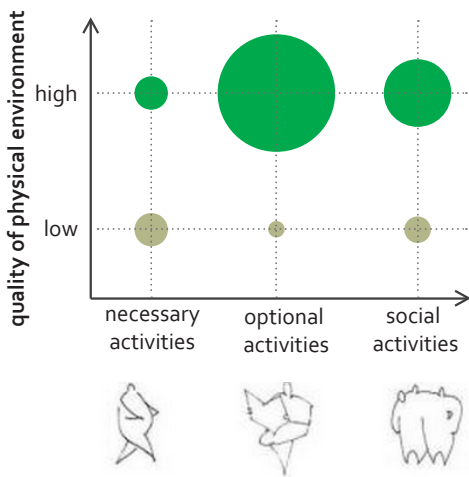 quality of physical environment
high
low
necessary
activities
optional
activities
social
activities